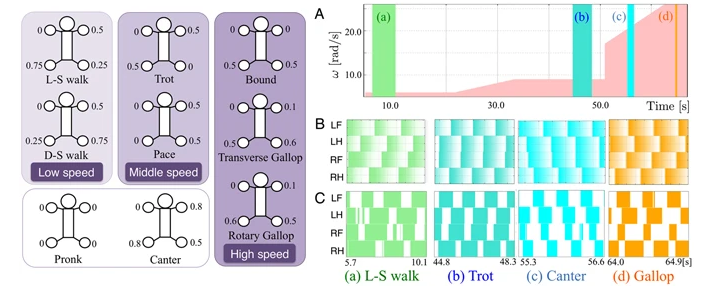 0 0.5
0.75 0.25
L-S walk
0 0.5
0.25 0.75
D-S walk
Low speed
0 0.5
0.5 0
Trot
0 0.5
0 0.5
Pace
Middle speed
0 0
0.5 0.5
Bound
0 0.1
0.5 0.6
Transverse Gallop
0 0.1
0.6 0.5
Rotary Gallop
High speed
0 0
0 0
Pronk
0.8 0
0.8 0.5
Canter
A
(a) (b) (c) (d)
20.0
10.0
ω [rad/s]
10.0 30.0 50.0 Time [s]
B
LF
LH
RF
RH
C
LF
LH
RF
RH
5.7 10.1 44.8 48.3 55.3 56.6 64.0 64.9[s]
(a) L-S walk (b) Trot (c) Canter (d) Gallop